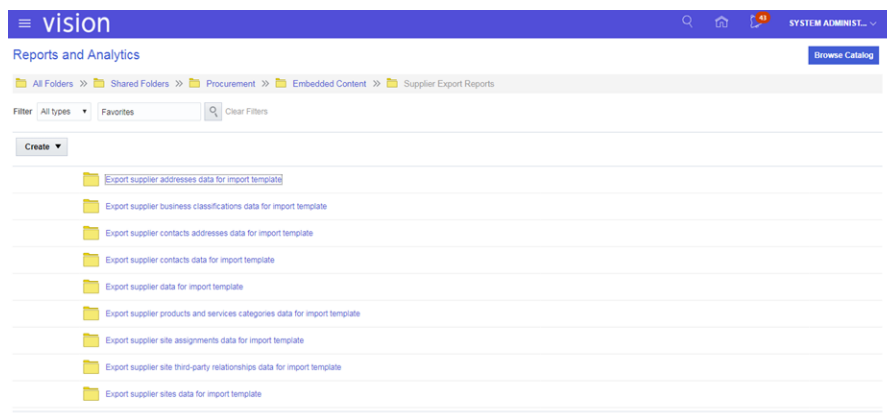 vision 43 SYSTEM ADMINIST...
Reports and Analytics Browse Catalog
All Folders >> Shared Folders >> Procurement >> Embedded Content >> Supplier Export Reports
Filter All types Favorites Clear Filters
Create
Export supplier addresses data for import template
Export supplier business classifications data for import template
Export supplier contacts addresses data for import template
Export supplier contacts data for import template
Export supplier data for import template
Export supplier products and services categories data for import template
Export supplier site assignments data for import template
Export supplier site third-party relationships data for import template
Export supplier sites data for import template